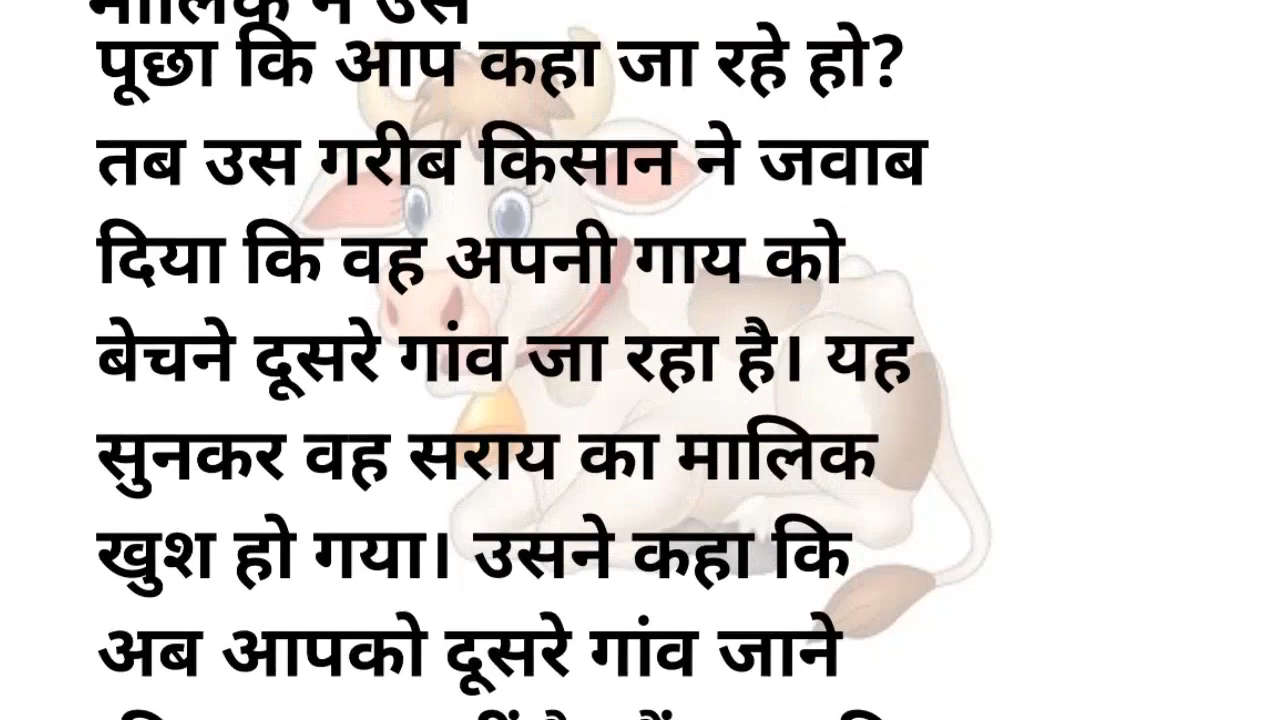 मालिक ने उस
पूछा कि आप कहा जा रहे हो?
तब उस गरीब किसान ने जवाब
दिया कि वह अपनी गाय को
बेचने दूसरे गांव जा रहा है। यह
सुनकर वह सराय का मालिक
खुश हो गया। उसने कहा कि
अब आपको दूसरे गांव जाने